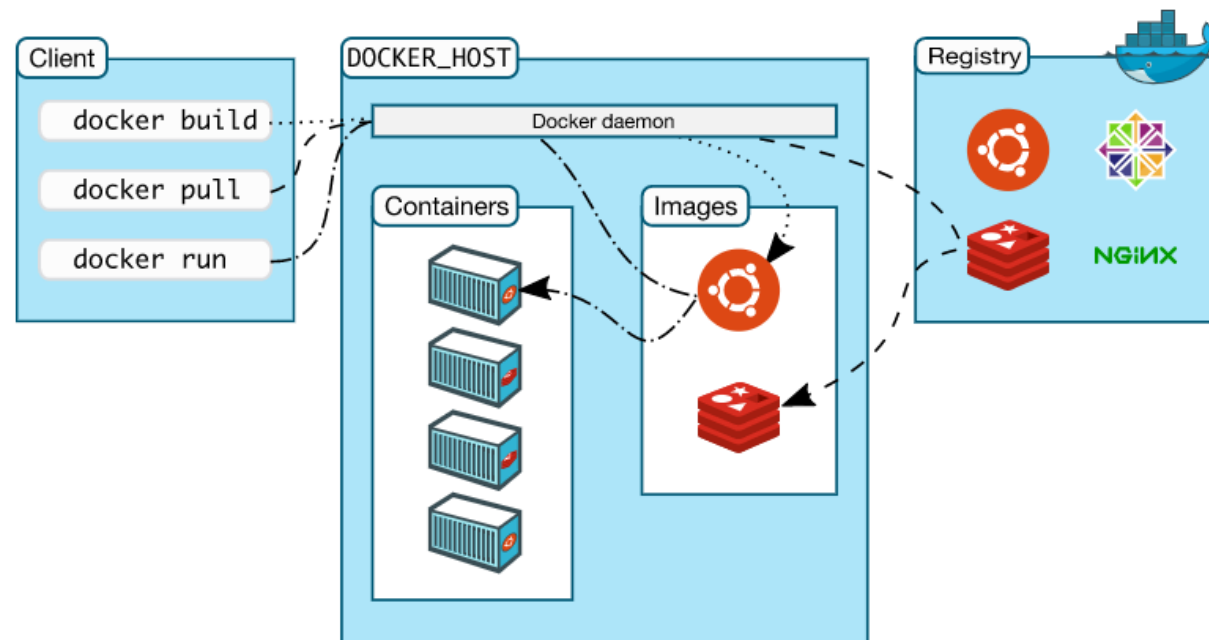 Client
docker build
docker pull
docker run
DOCKER_HOST
Docker daemon
Containers
Images
Registry
NGiNX